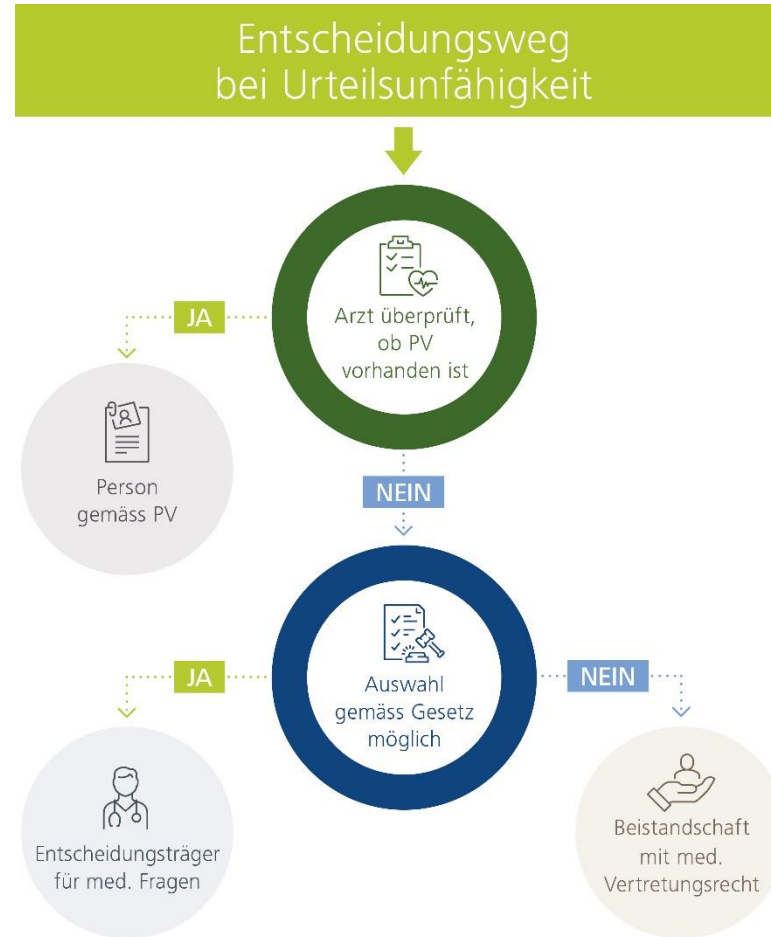 Entscheidungsweg
bei Urteilsunfähigkeit
Arzt überprüft,
ob PV
vorhanden ist
JA
Person
gemäss PV
NEIN
Auswahl
gemäss Gesetz
möglich
JA
NEIN
Entscheidungsträger
für med. Fragen
Beistandschaft
mit med.
Vertretungsrecht